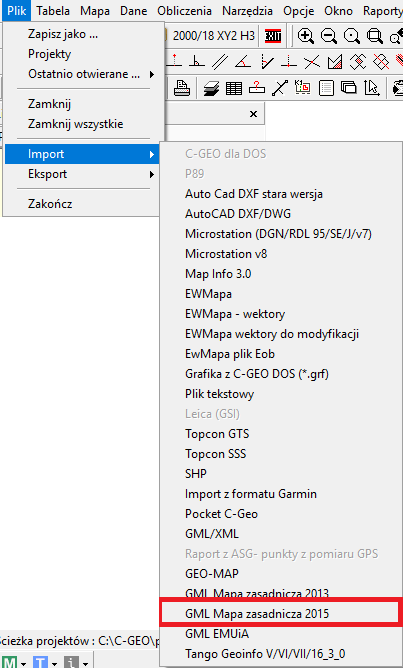 Plik Tabela Mapa Dane Obliczenia Narzędzia Opcje Okno Raporty
Zapisz jako ...
Projekty
Ostatnio otwierane ...
Zamknij
Zamknij wszystkie
Import
Eksport
Zakończ
2000/18 XY2 H3 EXIT
C-GEO dla DOS
P89
Auto Cad DXF stara wersja
AutoCAD DXF/DWG
Microstation (DGN/RDL 95/SE/J/v7)
Microstation v8
Map Info 3.0
EWMapa
EWMapa - wektory
EWMapa wektory do modyfikacji
EwMapa plik Eob
Grafika z C-GEO DOS (*.grf)
Plik tekstowy
Leica (GSI)
Topcon GTS
Topcon SSS
SHP
Import z formatu Garmin
Pocket C-Geo
GML/XML
Raport z ASG- punkty z pomiaru GPS
GEO-MAP
GML Mapa zasadnicza 2013
GML Mapa zasadnicza 2015
GML EMUiA
Tango Geoinfo V/VI/VII/16_3_0
Ścieżka projektów : C:\C-GEO\p
M T i